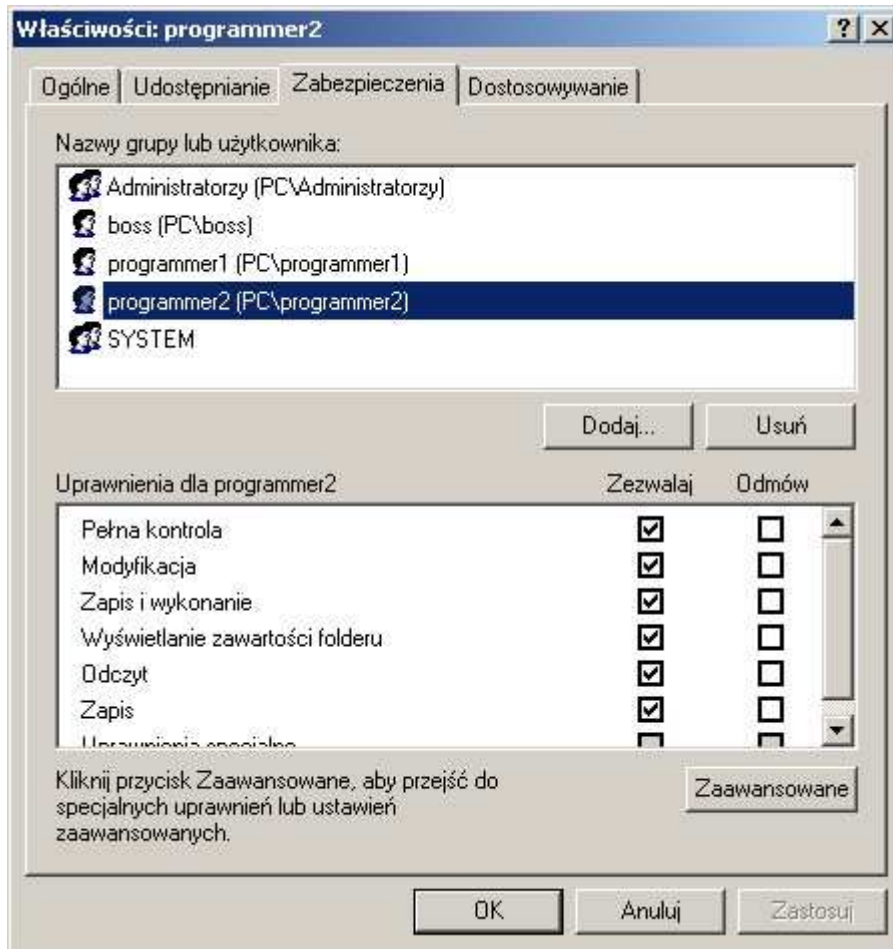 Właściwości: programmer2
Ogólne Udostępnianie Zabezpieczenia Dostosowywanie
Nazwy grupy lub użytkownika:
Administratorzy (PC\Administratorzy)
boss (PC\boss)
programmer1 (PC\programmer1)
programmer2 (PC\programmer2)
SYSTEM
Dodaj... Usuń
Uprawnienia dla programmer2 Zezwalaj Odmów
Pełna kontrola
Modyfikacja
Zapis i wykonanie
Wyświetlanie zawartości folderu
Odczyt
Zapis
Uprawnienia specjalne
Kliknij przycisk Zaawansowane, aby przejść do
specjalnych uprawnień lub ustawień
zaawansowanych.
Zaawansowane
OK Anuluj Zastosuj